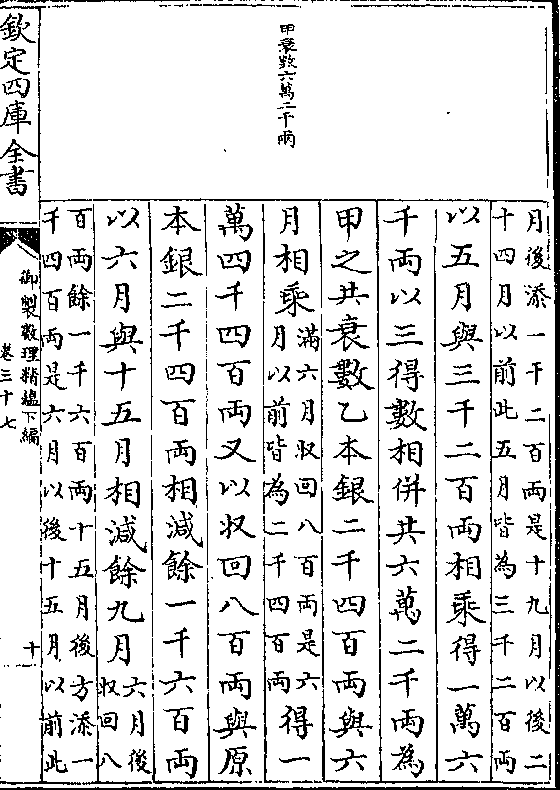 甲衰數六萬二千兩
月後添一千二百兩是十九月以後二
十四月以前此五月皆為三千二百兩
以五月與三千二百兩相乘得一萬六
千兩以三得數相併共六萬二千兩為
甲之共衰數乙本銀二千四百兩與六
月相乘滿六月収回八百兩是六
月以前皆為二千四百兩得一
萬四千四百兩又以収回八百兩與原
本銀二千四百兩相減餘一千六百兩
以六月與十五月相減餘九月六月後
収回八
百兩餘一千六百兩十五月後方添一
千四百兩是六月以後十五月以前此
欽定四庫全書
御製數理精蘊下編
卷三十七
十